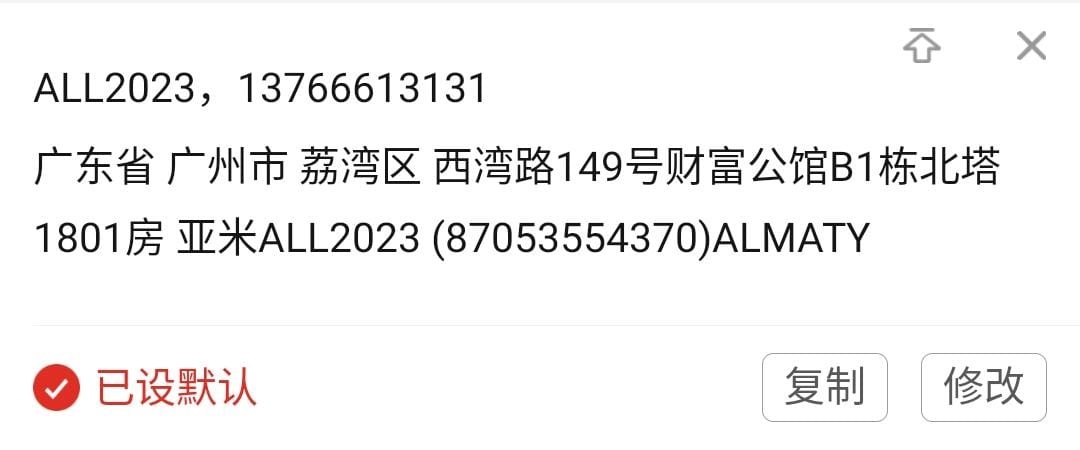 ALL2023，13766613131
广东省 广州市 荔湾区 西湾路149号财富公馆B1栋北塔
1801房 亚米ALL2023 (87053554370)ALMATY
已设默认
复制
修改